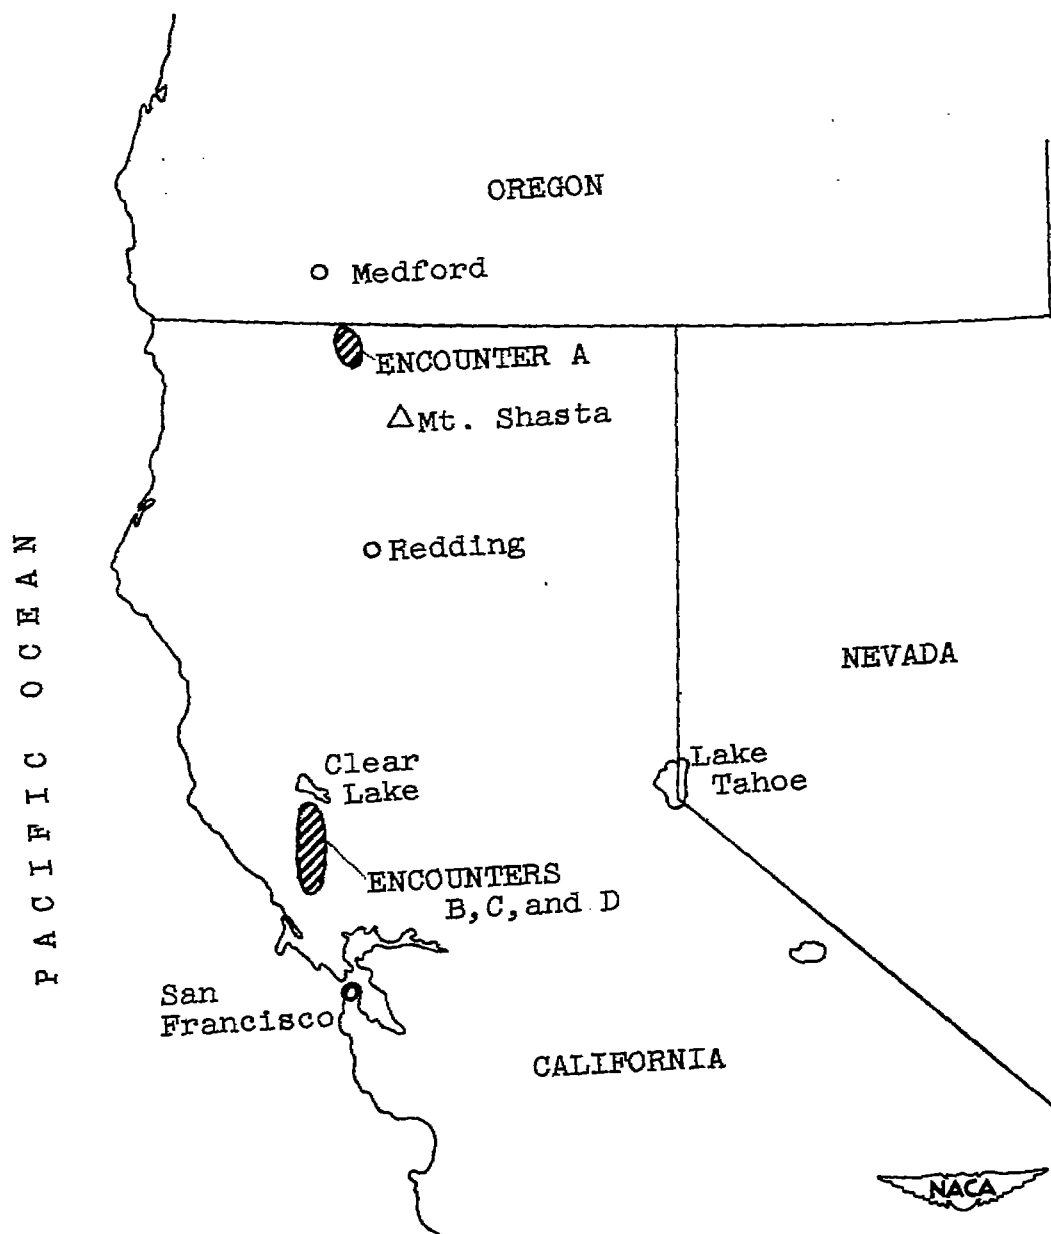 OREGON
Medford
ENCOUNTER A
Mt. Shasta
Redding
PACIFIC OCEAN
NEVADA
Clear
Lake
Lake
Tahoe
ENCOUNTERS
B,C,and D
San
Francisco
CALIFORNIA
NACA